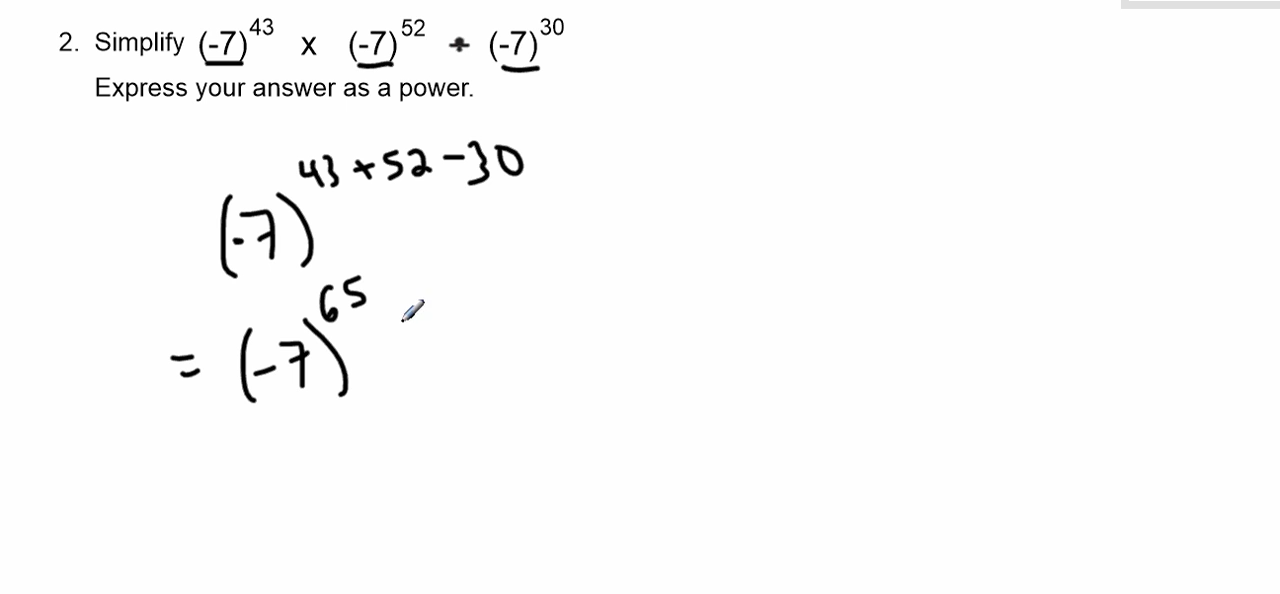 2. Simplify (-7)^43 x (-7)^52 ÷ (-7)^30
Express your answer as a power.
(-7)^43+52-30
= (-7)^65